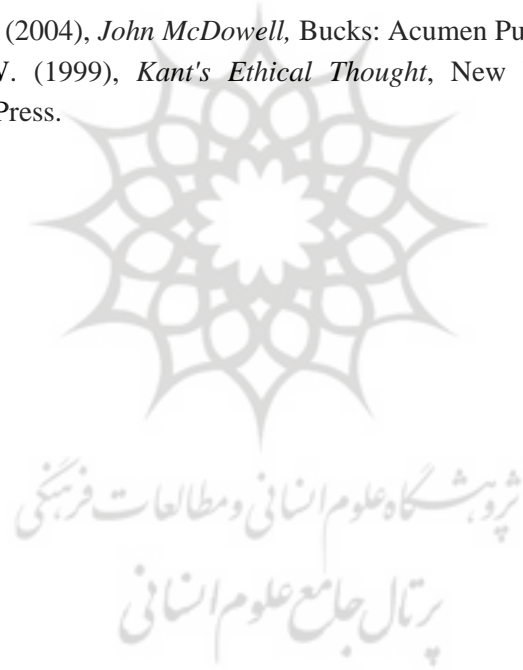 (2004), John McDowell, Bucks: Acumen Pu
W. (1999), Kant's Ethical Thought, New
Press.
پژوهشگاه علوم انسانی و مطالعات فرهنگی
پرتال جامع علوم انسانی